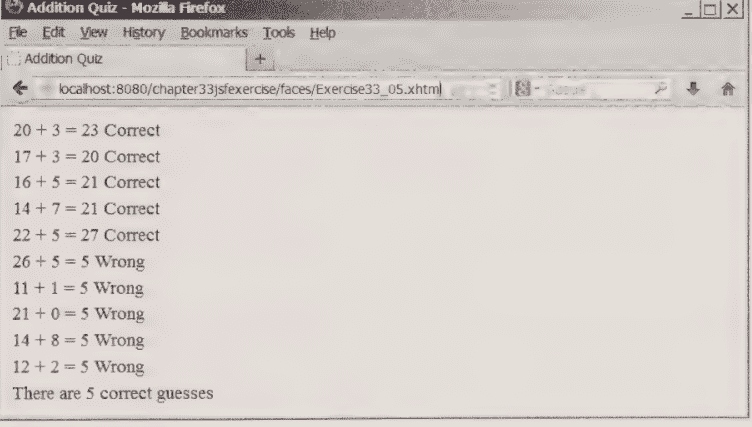 Addition Quiz - Mozilla Firefox
File Edit View History Bookmarks Tools Help
Addition Quiz
localhost:8080/chapter33jsfexercise/faces/Exercise33_05.xhtml
20 + 3 = 23 Correct
17 + 3 = 20 Correct
16 + 5 = 21 Correct
14 + 7 = 21 Correct
22 + 5 = 27 Correct
26 + 5 = 5 Wrong
11 + 1 = 5 Wrong
21 + 0 = 5 Wrong
14 + 8 = 5 Wrong
12 + 2 = 5 Wrong
There are 5 correct guesses